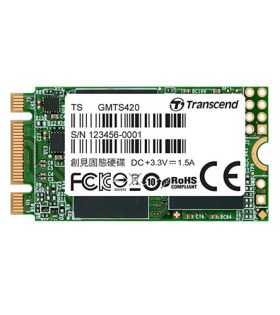 Transcend
TS GMTS420
S/N 123456-0001
創見固態硬碟 DC+3.3V⎓1.5A
CE FC 10 RoHS
COMPLIANT